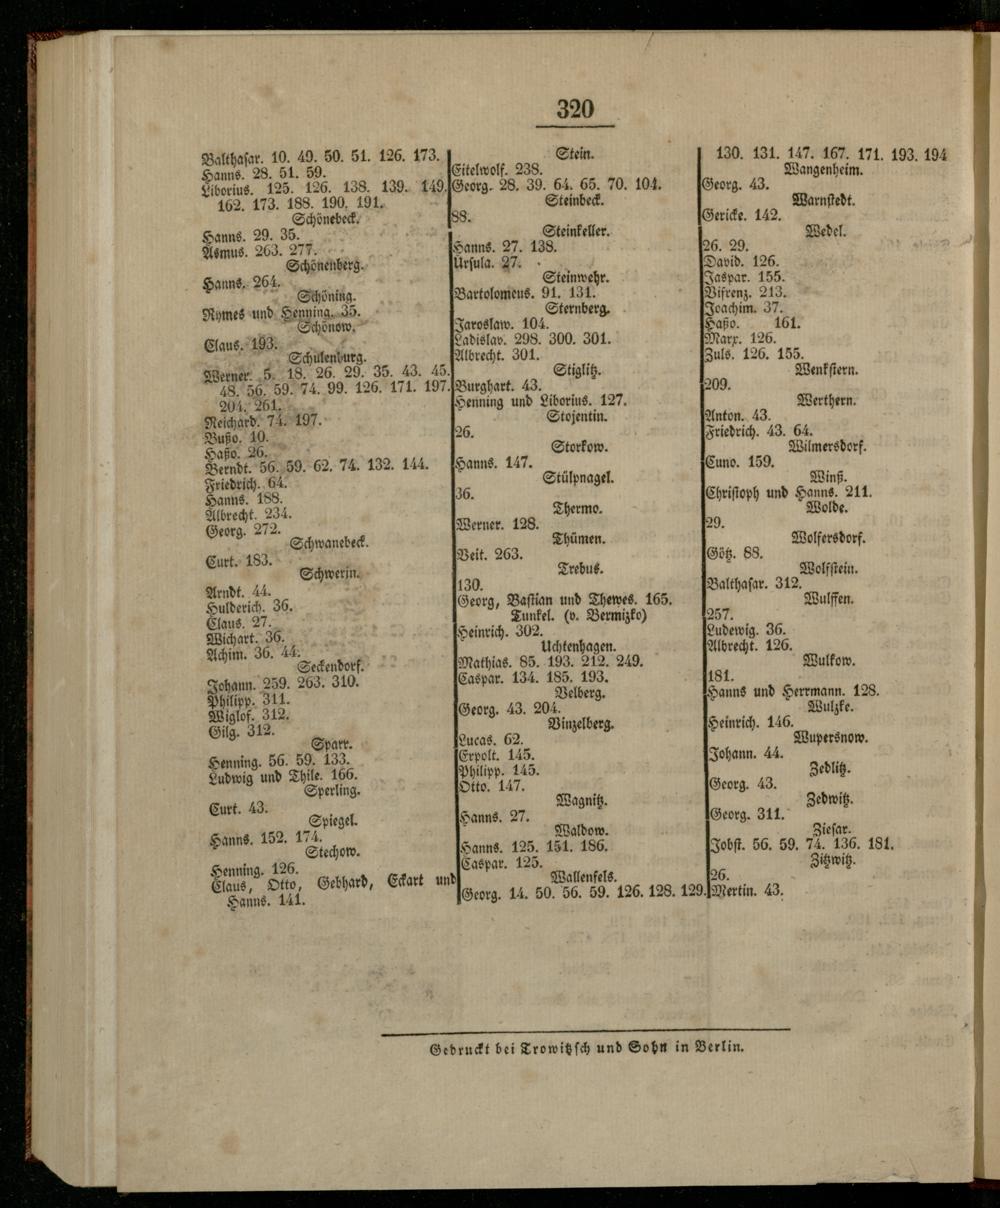 320
Balthasar. 10. 49. 50. 51. 126. 173.
Hanns. 28. 51. 59.
Liborius. 125. 126. 138. 139. 149.
162. 173. 188. 190. 191.
Schönebeck.
Hanns. 29. 35.
Asmus. 263. 277.
Schönenberg.
Hanns. 264.
Schöning.
Rymes und Henning. 35.
Schönow.
Claus. 193.
Schulenburg.
Werner. 5. 18. 26. 29. 35. 43. 45.
48. 56. 59. 74. 99. 126. 171. 197.
204. 261.
Reichard. 74. 197.
Bußo. 10.
Haßo. 26.
Berndt. 56. 59. 62. 74. 132. 144.
Friedrich. 64.
Hanns. 188.
Albrecht. 234.
Georg. 272.
Schwanebeck.
Curt. 183.
Schwerin.
Arndt. 44.
Hulderich. 36.
Claus. 27.
Wichart. 36.
Achim. 36. 44.
Seckendorf.
Johann. 259. 263. 310.
Philipp. 311.
Wiglof. 312.
Gilg. 312.
Sparr.
Henning. 56. 59. 133.
Ludwig und Thile. 166.
Sperling.
Curt. 43.
Spiegel.
Hanns. 152. 174.
Stechow.
Henning. 126.
Claus, Otto, Gebhard, Eckart und
Hanns. 141.
Stein.
Eitelwolf. 238.
Georg. 28. 39. 64. 65. 70. 104.
Steinbeck.
88.
Steinkeller.
Hanns. 27. 138.
Ursula. 27.
Steinwehr.
Bartolomeus. 91. 131.
Sternberg.
Jaroslaw. 104.
Ladislav. 298. 300. 301.
Albrecht. 301.
Stiglitz.
Burghart. 43.
Henning und Liborius. 127.
Stojentin.
26.
Storkow.
Hanns. 147.
Stülpnagel.
36.
Thermo.
Werner. 128.
Thümen.
Veit. 263.
Trebus.
130.
Georg, Bastian und Thewes. 165.
Tunkel. (v. Bermizko)
Heinrich. 302.
Uchtenhagen.
Mathias. 85. 193. 212. 249.
Caspar. 134. 185. 193.
Velberg.
Georg. 43. 204.
Vinzelberg.
Lucas. 62.
Erpolt. 145.
Philipp. 145.
Otto. 147.
Wagnitz.
Hanns. 27.
Waldow.
Hanns. 125. 151. 186.
Caspar. 125.
Wallenfels.
Georg. 14. 50. 56. 59. 126. 128. 129.
130. 131. 147. 167. 171. 193. 194
Wangenheim.
Georg. 43.
Warnstedt.
Gericke. 142.
Wedel.
26. 29.
David. 126.
Jaspar. 155.
Vifrenz. 213.
Joachim. 37.
Haßo. 161.
Marx. 126.
Zuls. 126. 155.
Wenkstern.
209.
Werthern.
Anton. 43.
Friedrich. 43. 64.
Wilmersdorf.
Cuno. 159.
Winß.
Christoph und Hanns. 211.
Wolde.
29.
Wolfersdorf.
Götz. 88.
Wolfstein.
Balthasar. 312.
Wulffen.
257.
Ludewig. 36.
Albrecht. 126.
Wulkow.
181.
Hanns und Herrmann. 128.
Wulzke.
Heinrich. 146.
Wupersnow.
Johann. 44.
Zedlitz.
Georg. 43.
Zedwitz.
Georg. 311.
Ziesar.
Jobst. 56. 59. 74. 136. 181.
Zitzwitz.
26.
Mertin. 43.
Gedruckt bei Trowitzsch und Sohn in Berlin.